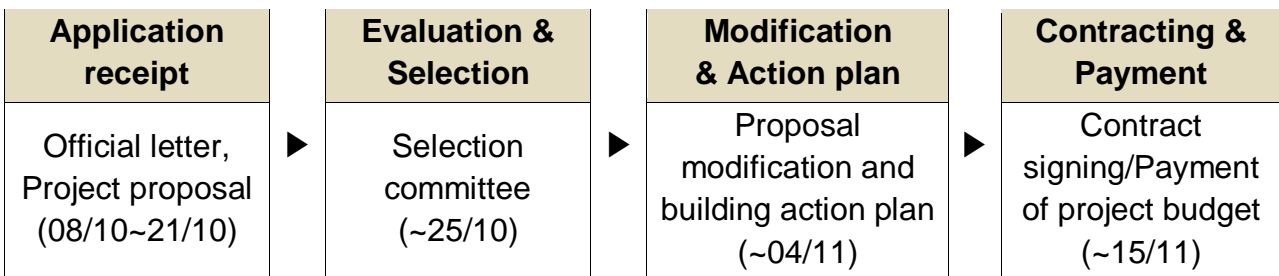 Application
receipt
Official letter,
Project proposal
(08/10~21/10)
▶
Evaluation &
Selection
Selection
committee
(~25/10)
▶
Modification
& Action plan
Proposal
modification and
building action plan
(~04/11)
▶
Contracting &
Payment
Contract
signing/Payment
of project budget
(~15/11)